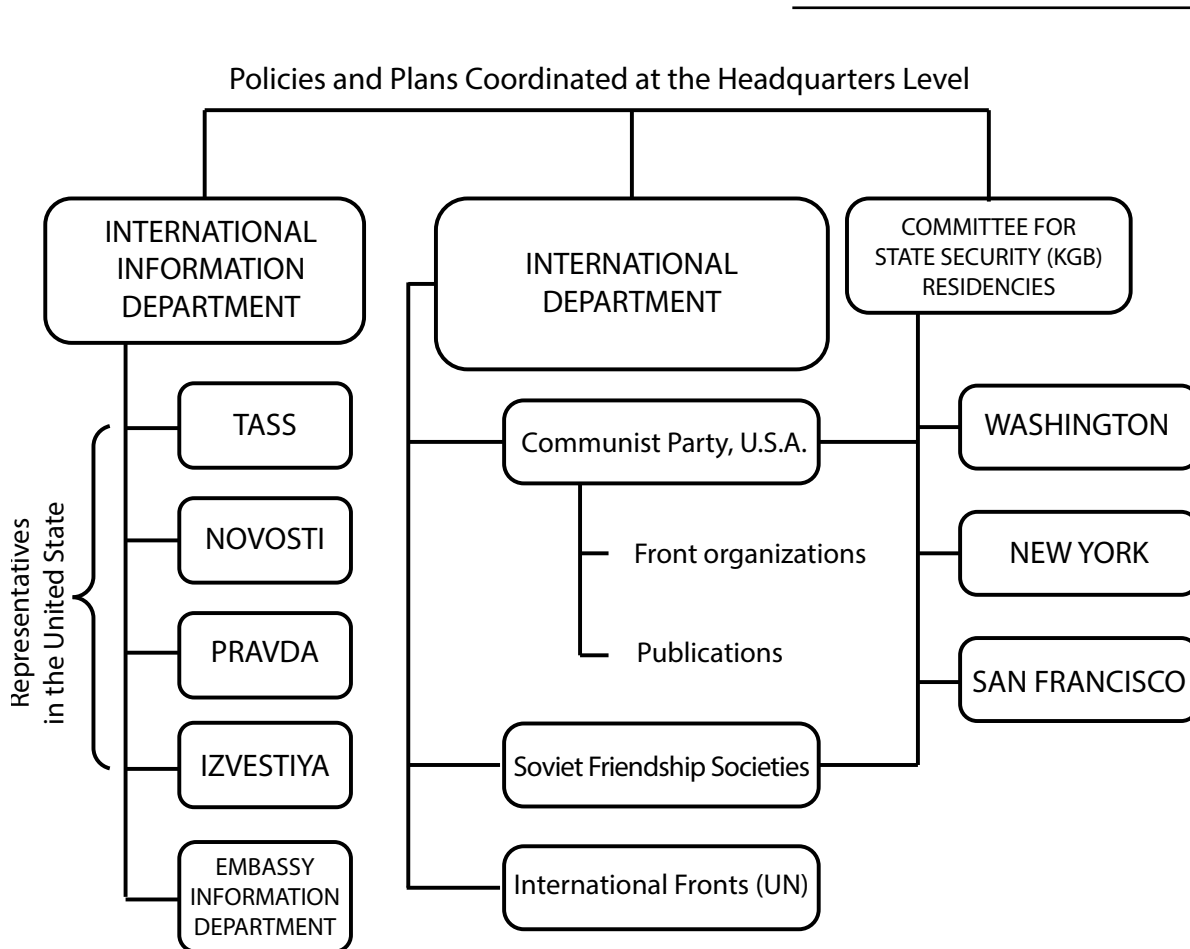 Policies and Plans Coordinated at the Headquarters Level
INTERNATIONAL
INFORMATION
DEPARTMENT
Representatives
in the United State
TASS
NOVOSTI
PRAVDA
IZVESTIYA
EMBASSY
INFORMATION
DEPARTMENT
INTERNATIONAL
DEPARTMENT
Communist Party, U.S.A.
Front organizations
Publications
Soviet Friendship Societies
International Fronts (UN)
COMMITTEE FOR
STATE SECURITY (KGB)
RESIDENCIES
WASHINGTON
NEW YORK
SAN FRANCISCO